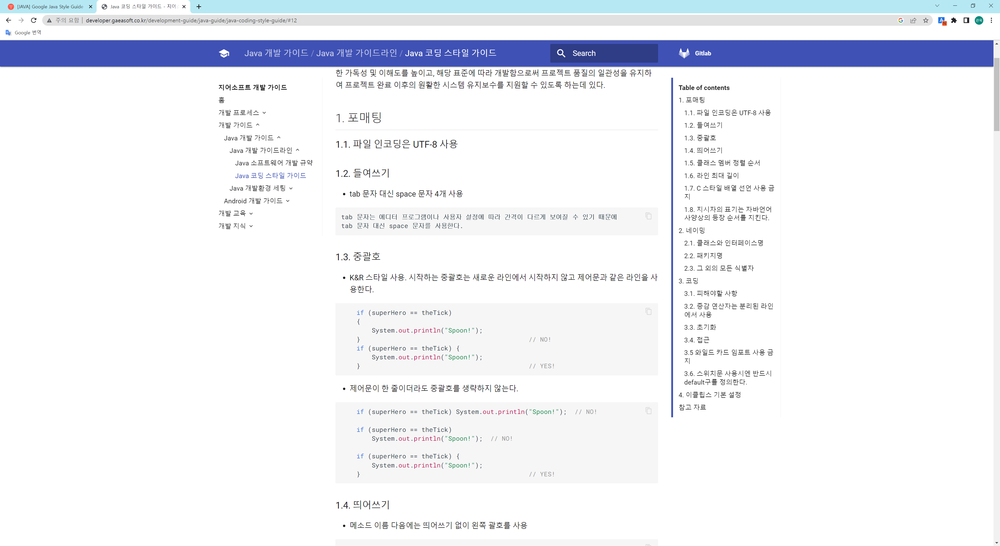 [JAVA] Google Java Style Guide
Java 코딩 스타일 가이드 - 지어소
주의 요함
developer.gaeasoft.co.kr/development-guide/java-guide/java-coding-style-guide/#12
관욱
Google 번역
Java 개발 가이드 / Java 개발 가이드라인 / Java 코딩 스타일 가이드
Search
Gitlab
지어소프트 개발 가이드
홈
개발 프로세스
개발 가이드
Java 개발 가이드
Java 개발 가이드라인
Java 소프트웨어 개발 규약
Java 코딩 스타일 가이드
Java 개발환경 세팅
Android 개발 가이드
개발 교육
개발 지식
한 가독성 및 이해도를 높이고, 해당 표준에 따라 개발함으로써 프로젝트 품질의 일관성을 유지하
여 프로젝트 완료 이후의 원활한 시스템 유지보수를 지원할 수 있도록 하는데 있다.
1. 포매팅
1.1. 파일 인코딩은 UTF-8 사용
1.2. 들여쓰기
• tab 문자 대신 space 문자 4개 사용
tab 문자는 에디터 프로그램이나 사용자 설정에 따라 간격이 다르게 보여질 수 있기 때문에
tab 문자 대신 space 문자를 사용한다.
1.3. 중괄호
• K&R 스타일 사용. 시작하는 중괄호는 새로운 라인에서 시작하지 않고 제어문과 같은 라인을 사
용한다.
if (superHero == theTick)
{
System.out.println("Spoon!");
} // NO!
if (superHero == theTick) {
System.out.println("Spoon!");
} // YES!
• 제어문이 한 줄이더라도 중괄호를 생략하지 않는다.
if (superHero == theTick) System.out.println("Spoon!"); // NO!
if (superHero == theTick)
System.out.println("Spoon!"); // NO!
if (superHero == theTick) {
System.out.println("Spoon!");
} // YES!
1.4. 띄어쓰기
• 메소드 이름 다음에는 띄어쓰기 없이 왼쪽 괄호를 사용
Table of contents
1. 포매팅
1.1. 파일 인코딩은 UTF-8 사용
1.2. 들여쓰기
1.3. 중괄호
1.4. 띄어쓰기
1.5. 클래스 멤버 정렬 순서
1.6. 라인 최대 길이
1.7. C 스타일 배열 선언 사용 금
지
1.8. 지시자의 표기는 자바언어
사양상의 등장 순서를 지킨다.
2. 네이밍
2.1. 클래스와 인터페이스명
2.2. 패키지명
2.3. 그 외의 모든 식별자
3. 코딩
3.1. 피해야할 사항
3.2. 증감 연산자는 분리된 라인
에서 사용
3.3. 초기화
3.4. 접근
3.5 와일드 카드 임포트 사용 금
지
3.6. 스위치문 사용시엔 반드시
default구를 정의한다.
4. 이클립스 기본 설정
참고 자료